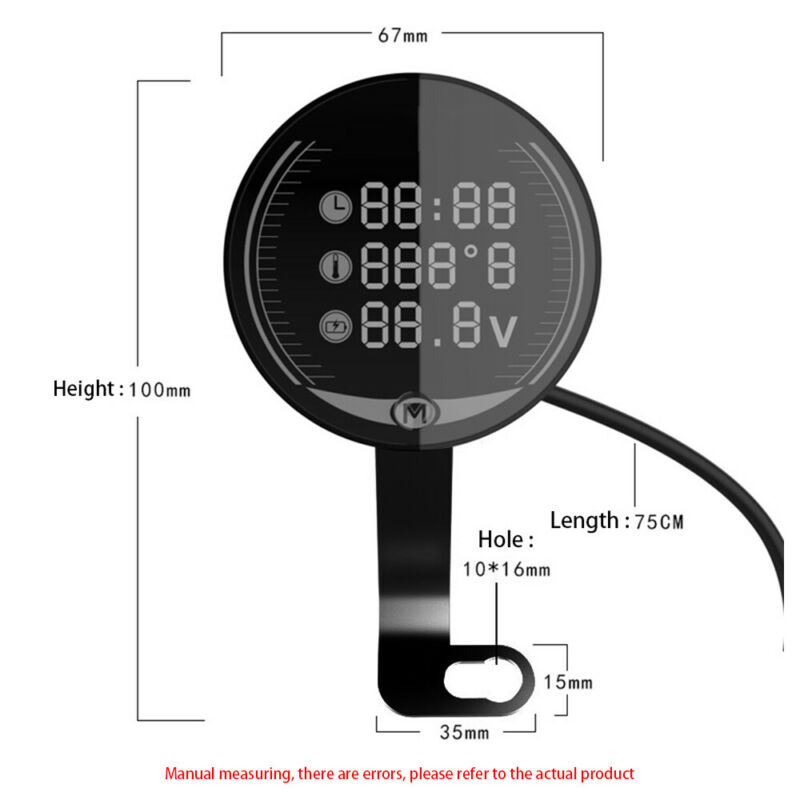 67mm
88:88
888°8
88.8V
M
Height : 100mm
Length : 75CM
Hole :
10*16mm
15mm
35mm
Manual measuring, there are errors, please refer to the actual product